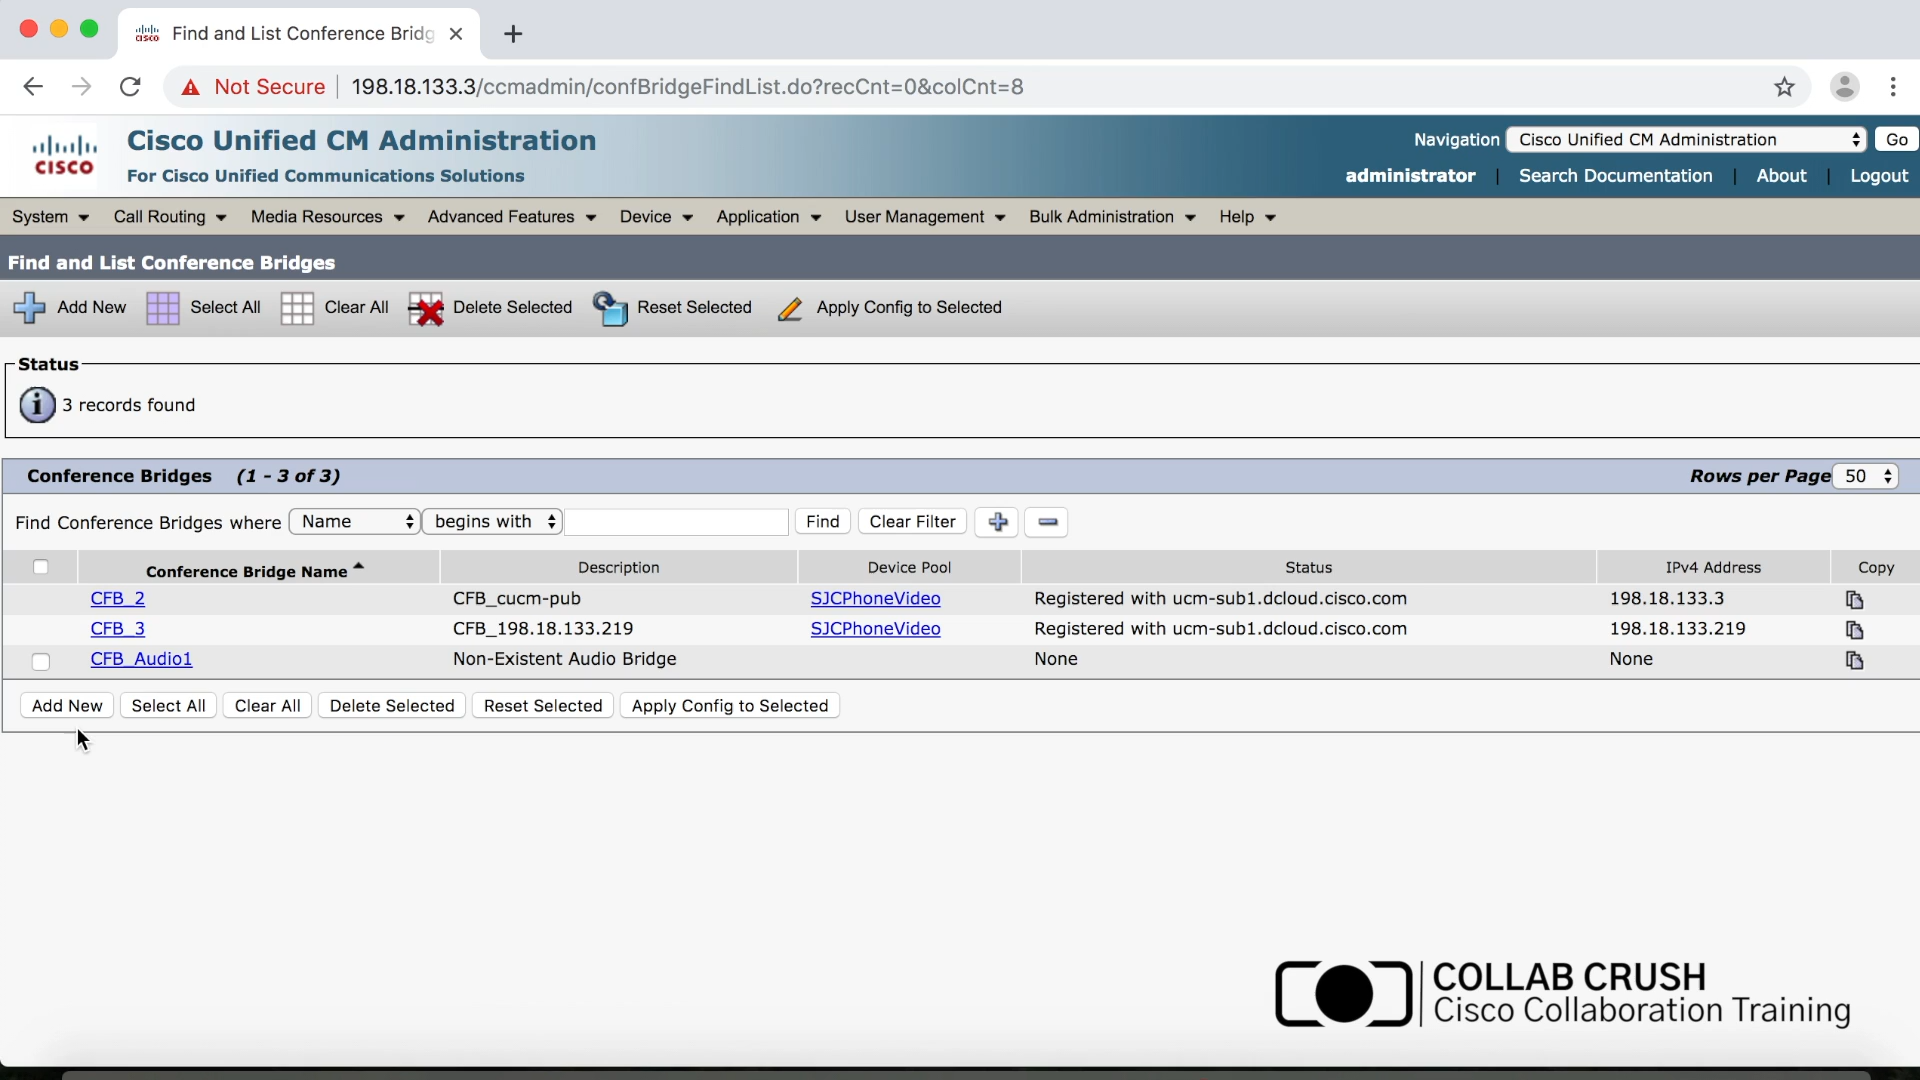 Find and List Conference Bridg
Not Secure 198.18.133.3/ccmadmin/confBridgeFindList.do?recCnt=0&colCnt=8
CISCO
Cisco Unified CM Administration
For Cisco Unified Communications Solutions
Navigation Cisco Unified CM Administration Go
administrator | Search Documentation | About | Logout
System Call Routing Media Resources Advanced Features Device Application User Management Bulk Administration Help
Find and List Conference Bridges
Add New Select All Clear All Delete Selected Reset Selected Apply Config to Selected
Status
3 records found
Conference Bridges (1 - 3 of 3) Rows per Page 50
Find Conference Bridges where Name begins with Find Clear Filter
Conference Bridge Name Description Device Pool Status IPv4 Address Copy
CFB_2 CFB_cucm-pub SJCPhoneVideo Registered with ucm-sub1.dcloud.cisco.com 198.18.133.3
CFB_3 CFB_198.18.133.219 SJCPhoneVideo Registered with ucm-sub1.dcloud.cisco.com 198.18.133.219
CFB_Audio1 Non-Existent Audio Bridge None None
Add New Select All Clear All Delete Selected Reset Selected Apply Config to Selected
COLLAB CRUSH
Cisco Collaboration Training